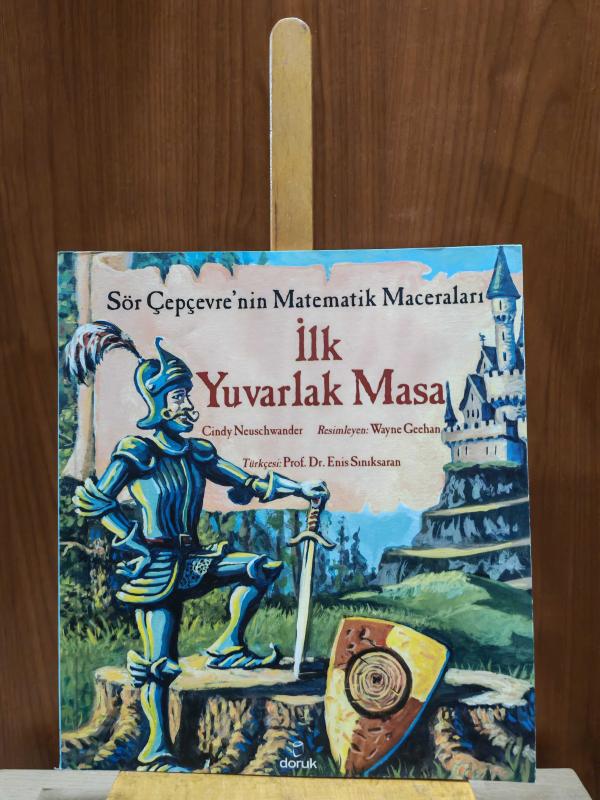 Sör Çepçevre'nin Matematik Maceraları
İlk
Yuvarlak Masa
Cindy Neuschwander Resimleyen: Wayne Geehan
Türkçesi: Prof. Dr. Enis Sınıksaran
doruk